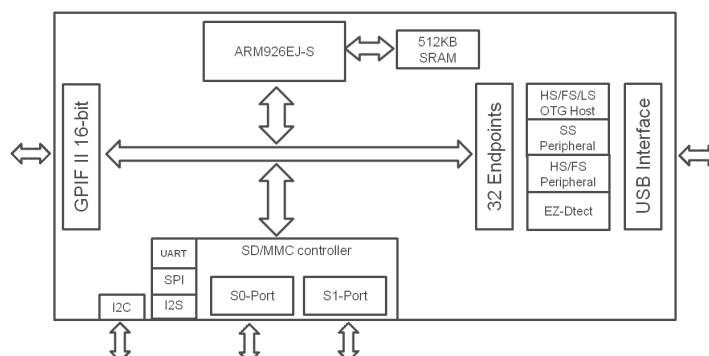 ARM926EJ-S
512KB
SRAM
GPIF II 16-bit
32 Endpoints
HS/FS/LS
OTG Host
SS
Peripheral
HS/FS
Peripheral
EZ-Dtect
USB Interface
UART
SPI
I2S
I2C
SD/MMC controller
S0-Port
S1-Port